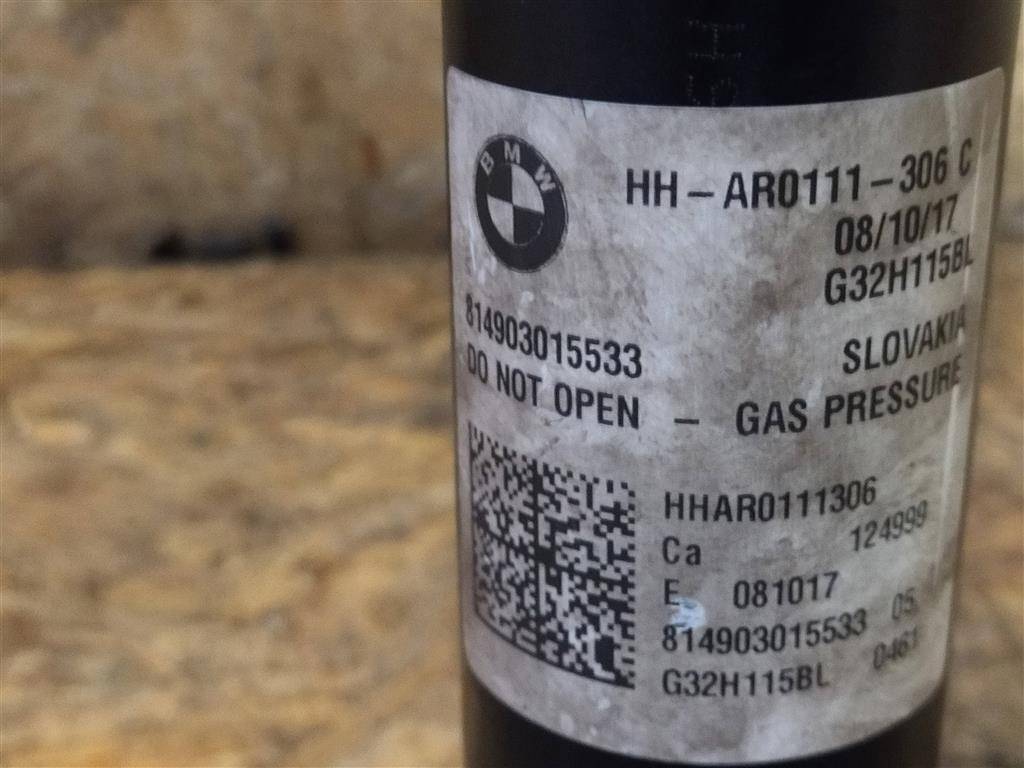 BMW
HH-AR0111-306 C
08/10/17
G32H115BL
814903015533
SLOVAKIA
DO NOT OPEN - GAS PRESSURE
HHAR0111306
Ca 124999
E 081017
814903015533 05
G32H115BL 0461